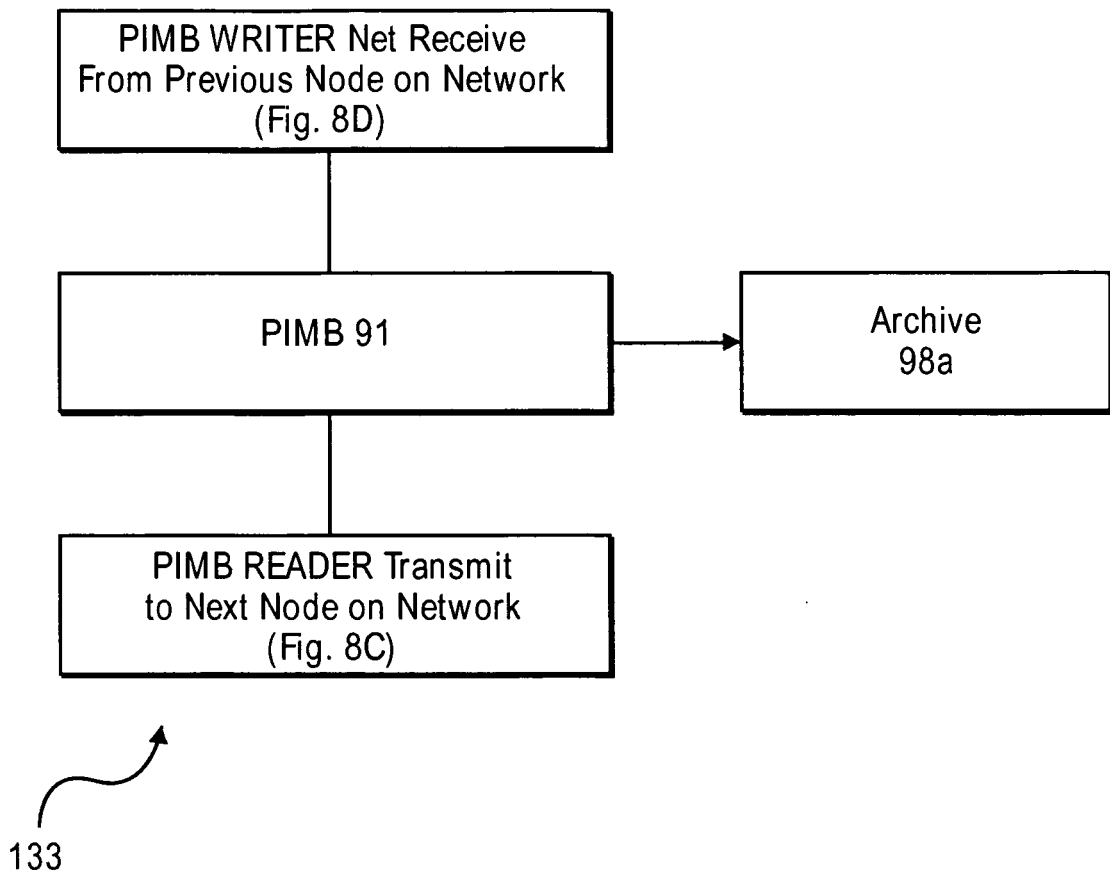 PIMB WRITER Net Receive
From Previous Node on Network
(Fig. 8D)
PIMB 91
Archive
98a
PIMB READER Transmit
to Next Node on Network
(Fig. 8C)
133